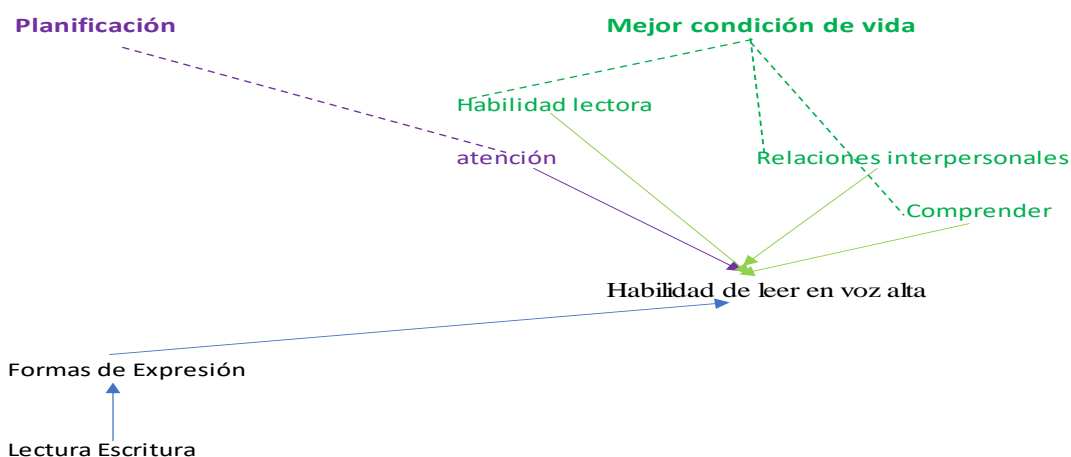 Planificación
Mejor condición de vida
Habilidad lectora
atención
Relaciones interpersonales
Comprender
Habilidad de leer en voz alta
Formas de Expresión
Lectura Escritura